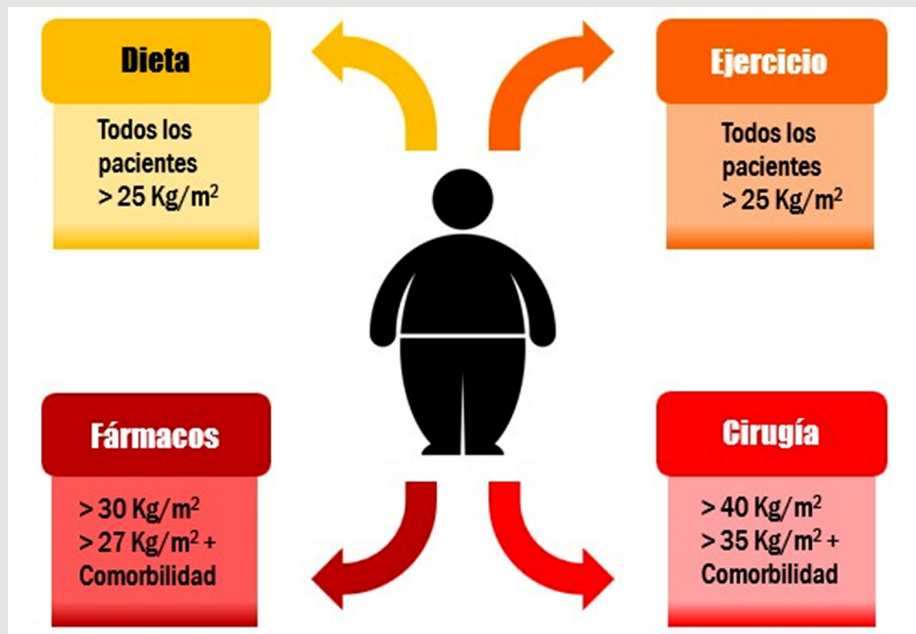 Dieta
Todos los
pacientes
> 25 Kg/m²
Ejercicio
Todos los
pacientes
> 25 Kg/m²
Fármacos
> 30 Kg/m²
> 27 Kg/m² +
Comorbilidad
Cirugía
> 40 Kg/m²
> 35 Kg/m² +
Comorbilidad